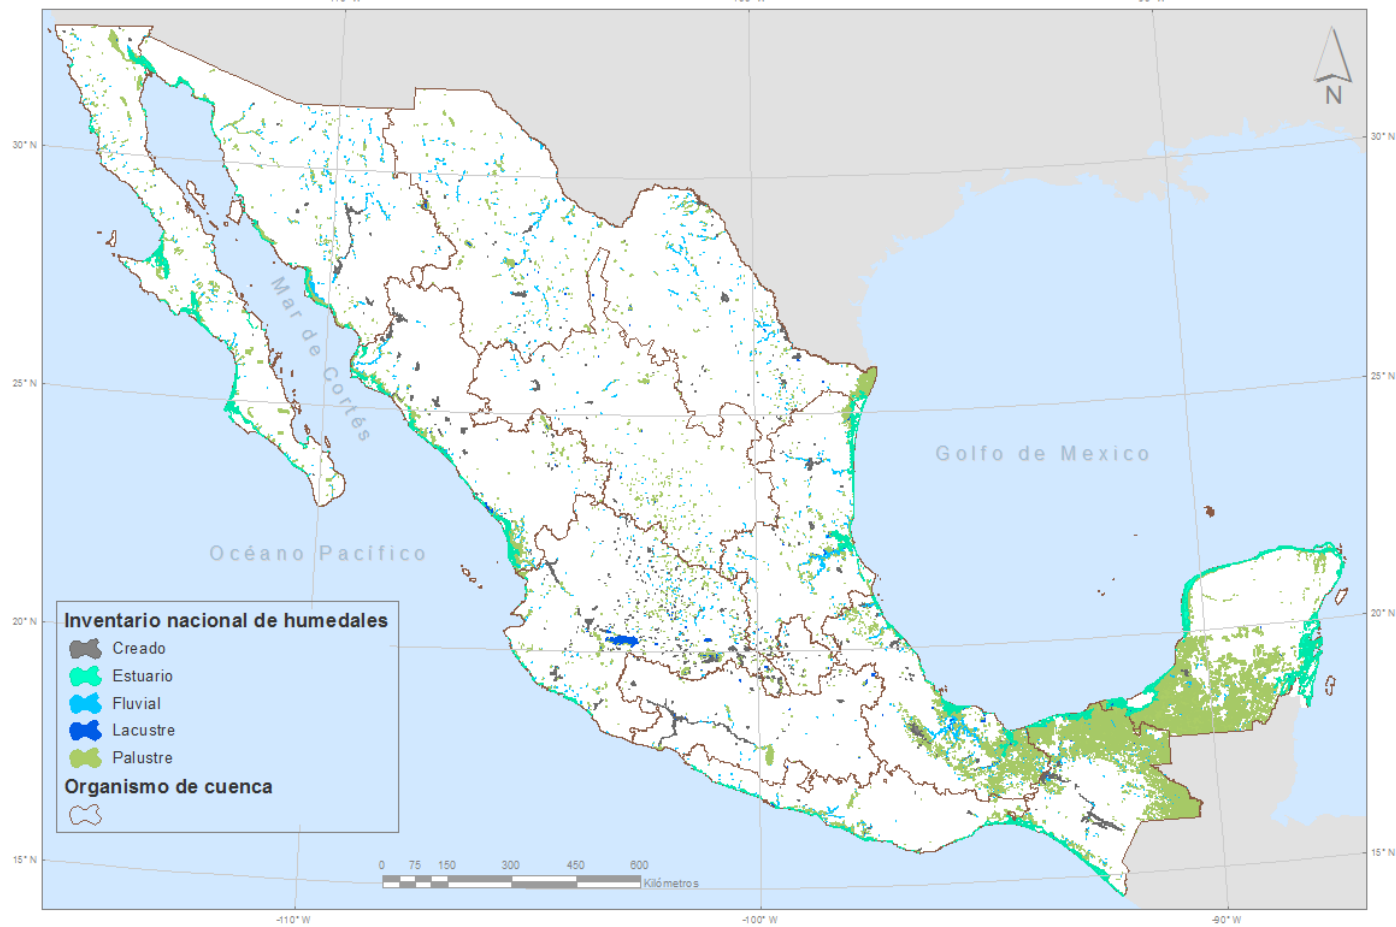 30° N
30° N
N
Mar de Cortés
25° N
25° N
Golfo de Mexico
Océano Pacífico
20° N
20° N
Inventario nacional de humedales
Creado
Estuario
Fluvial
Lacustre
Palustre
Organismo de cuenca
15° N
15° N
0 75 150 300 450 600
Kilómetros
-110° W
-100° W
-90° W